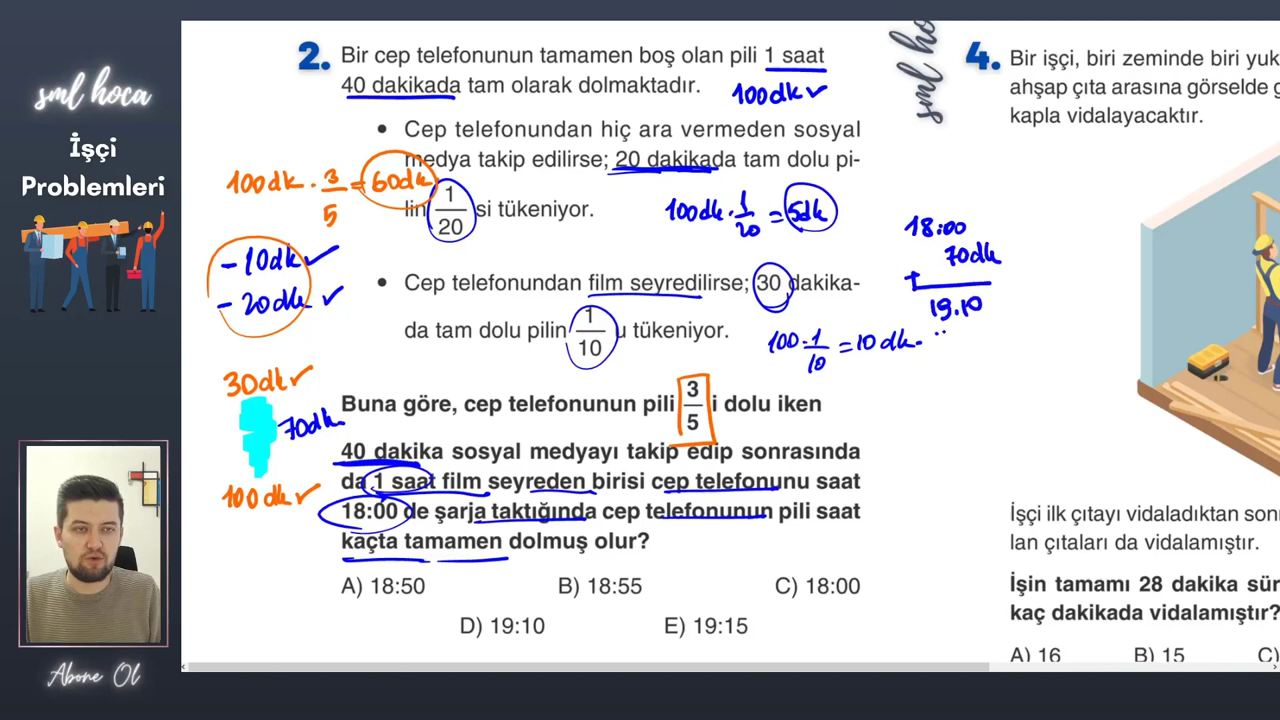 sml hoca
İşçi
Problemleri
Abone Ol
2.
Bir cep telefonunun tamamen boş olan pili 1 saat
40 dakikada tam olarak dolmaktadır.
100dk ✓
• Cep telefonundan hiç ara vermeden sosyal
medya takip edilirse; 20 dakikada tam dolu pi-
lin 1/20 si tükeniyor.
100dk · 3/5 = 60dk
100dk · 1/20 = 5dk
- 10dk ✓
- 20dk ✓
• Cep telefonundan film seyredilirse; 30 dakika-
da tam dolu pilin 1/10 u tükeniyor.
100 · 1/10 = 10 dk.
18:00
70dk
+
19.10
30dk ✓
70dk
100dk ✓
Buna göre, cep telefonunun pili 3/5 i dolu iken
40 dakika sosyal medyayı takip edip sonrasında
da 1 saat film seyreden birisi cep telefonunu saat
18:00 de şarja taktığında cep telefonunun pili saat
kaçta tamamen dolmuş olur?
A) 18:50 B) 18:55 C) 18:00
D) 19:10 E) 19:15
sml ho
4.
Bir işçi, biri zeminde biri yuk
ahşap çıta arasına görselde g
kapla vidalayacaktır.
İşçi ilk çıtayı vidaladıktan son
lan çıtaları da vidalamıştır.
İşin tamamı 28 dakika sür
kaç dakikada vidalamıştır?
A) 16 B) 15 C)